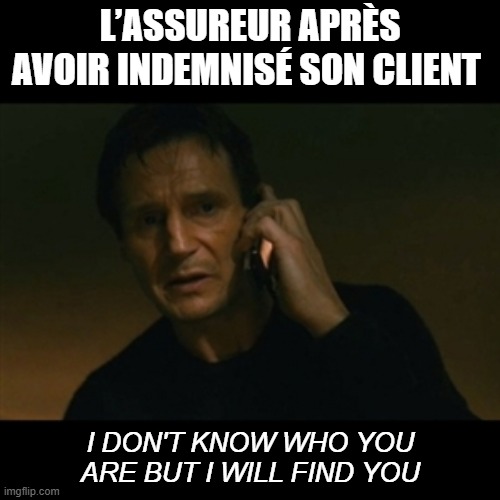 L’ASSUREUR APRÈS
AVOIR INDEMNISÉ SON CLIENT
I DON'T KNOW WHO YOU
ARE BUT I WILL FIND YOU
imgflip.com